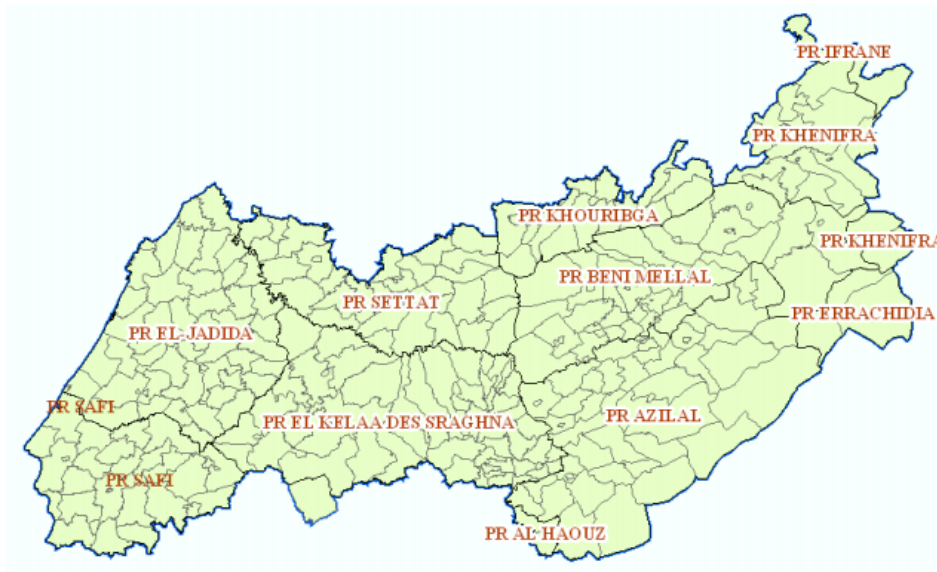 PR IFRANE
PR KHENIFRA
PR KHOURIBGA
PR KHENIFRA
PR BENI MELLAL
PR SETTAT
PR ERRACHIDIA
PR EL-JADIDA
PR SAFI
PR AZILAL
PR EL KELAA DES SRAGHNA
PR SAFI
PR AL HAOUZ